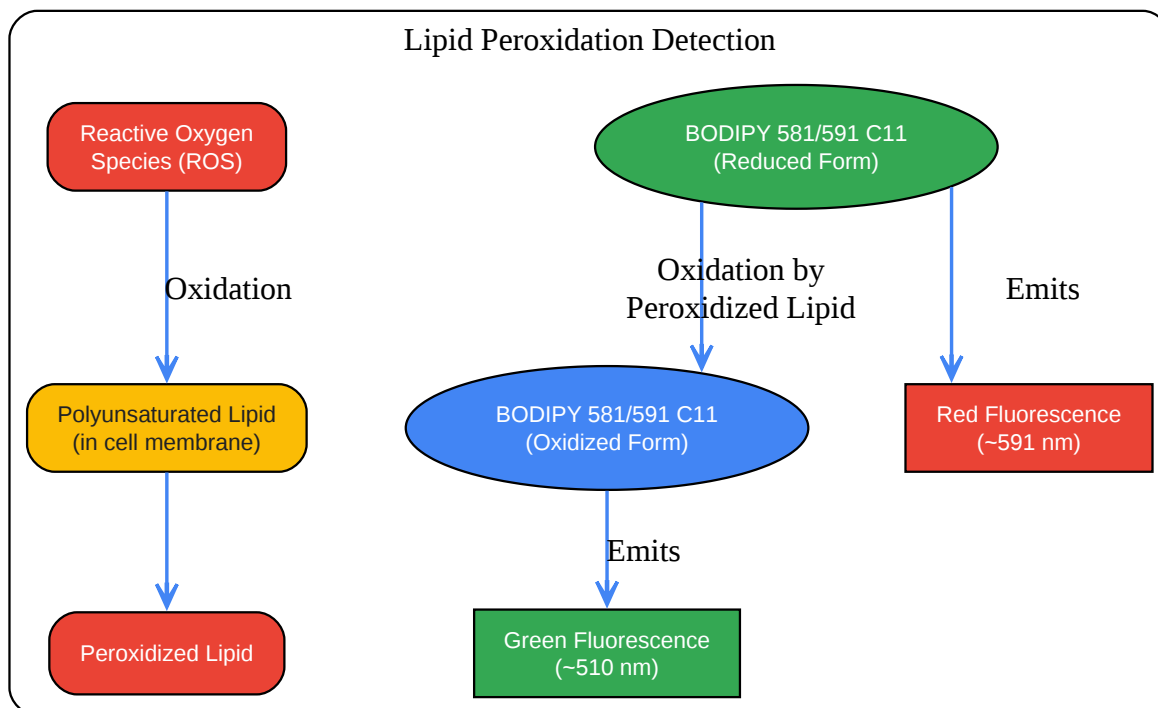 Lipid Peroxidation Detection
Reactive Oxygen
Species (ROS)
BODIPY 581/591 C11
(Reduced Form)
Oxidation
Oxidation by
Peroxidized Lipid
Emits
Polyunsaturated Lipid
(in cell membrane)
BODIPY 581/591 C11
(Oxidized Form)
Red Fluorescence
(~591 nm)
Emits
Peroxidized Lipid
Green Fluorescence
(~510 nm)